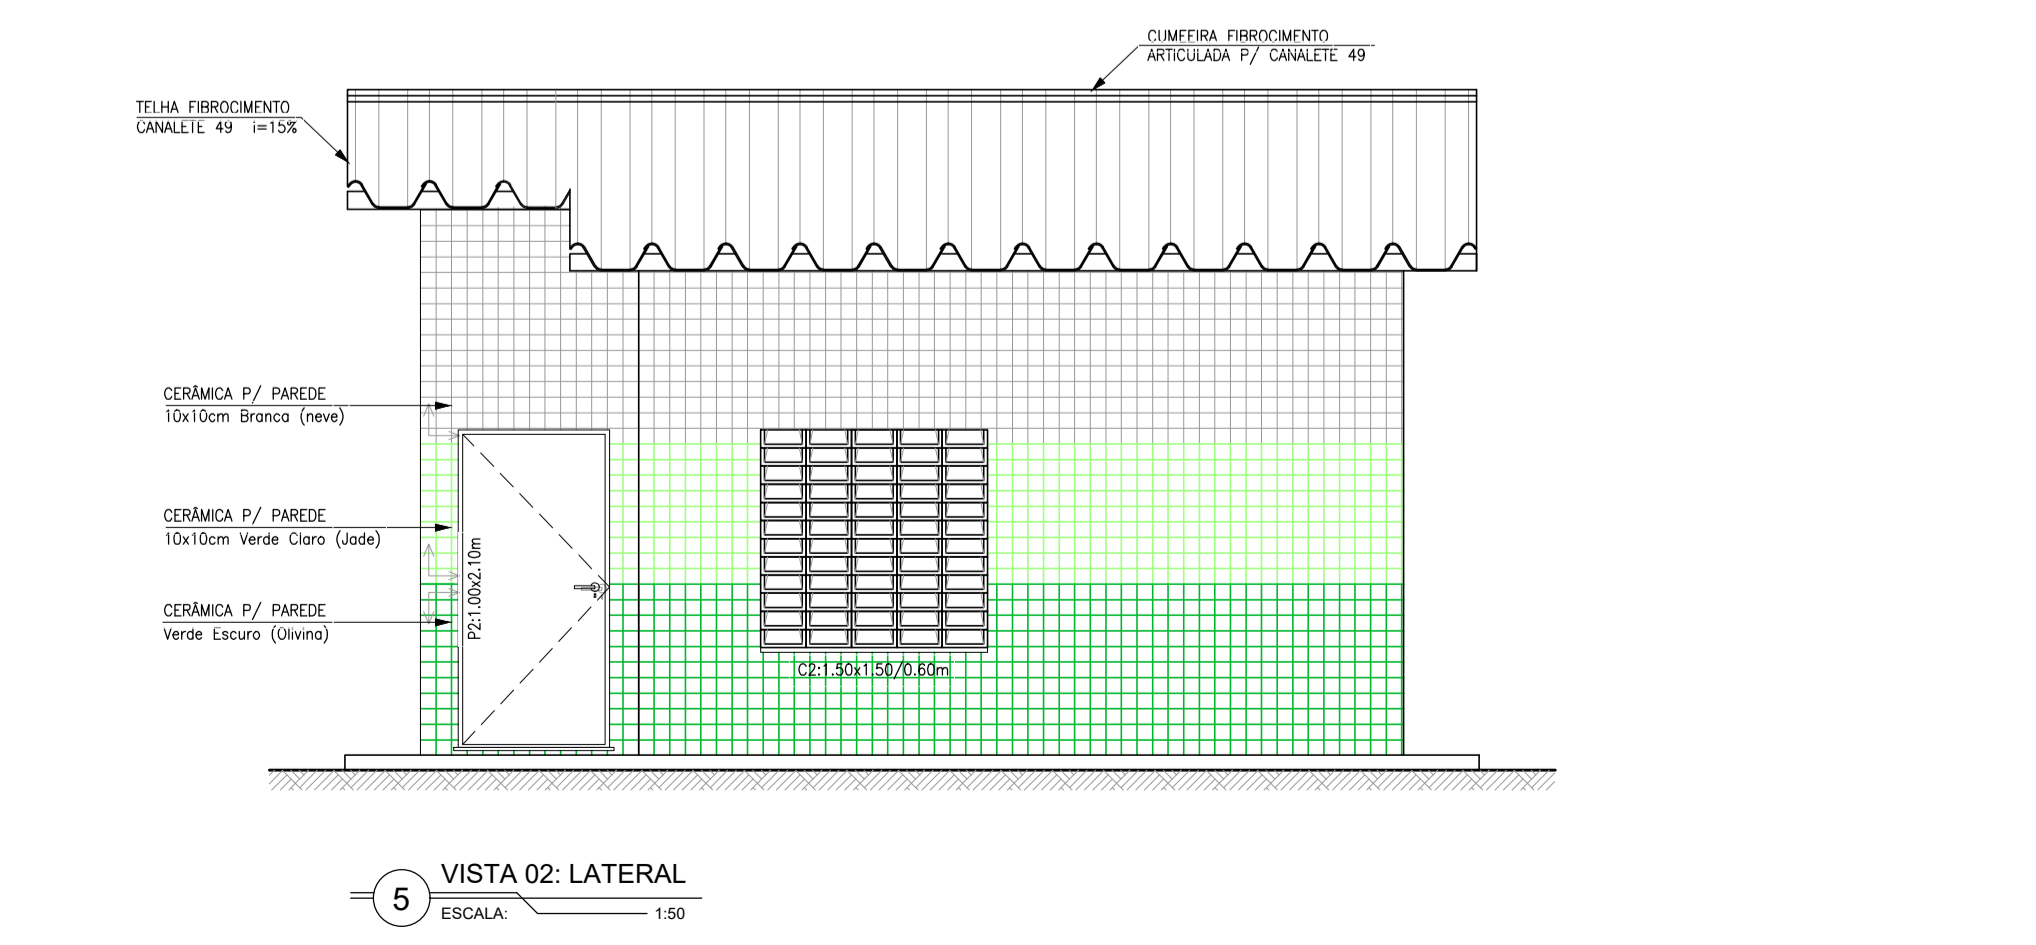 CUMEEIRA FIBROCIMENTO
ARTICULADA P/ CANALETE 49
TELHA FIBROCIMENTO
CANALETE 49 i=15%
CERÂMICA P/ PAREDE
10x10cm Branca (neve)
CERÂMICA P/ PAREDE
10x10cm Verde Claro (Jade)
CERÂMICA P/ PAREDE
Verde Escuro (Olivina)
P2:1.00x2.10m
C2:1.50x1.50/0.60m
5
VISTA 02: LATERAL
ESCALA: 1:50